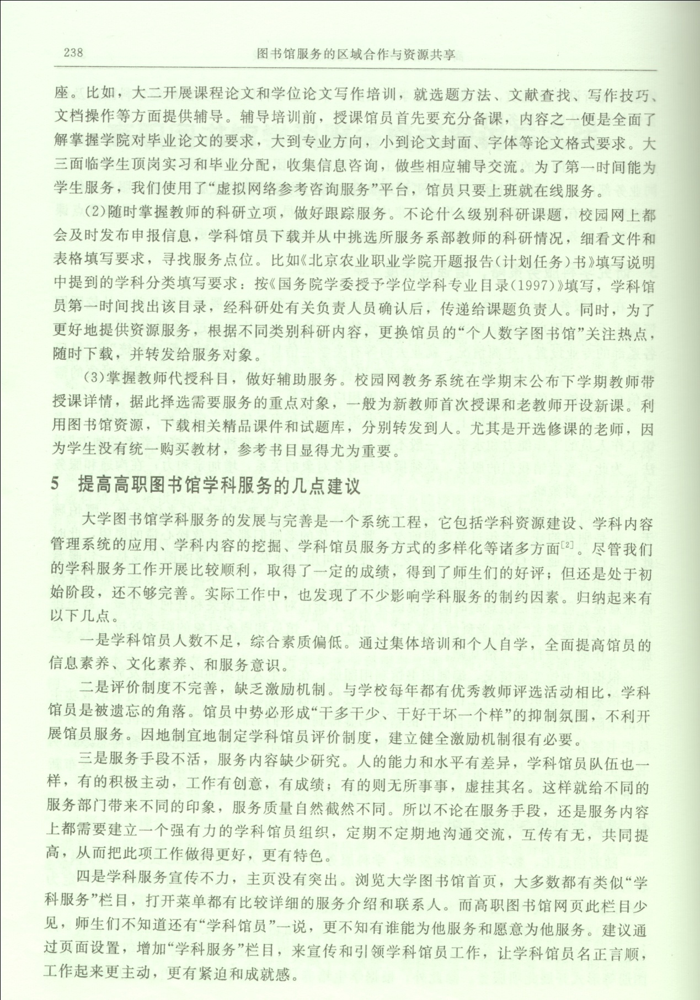 238
图书馆服务的区域合作与资源共享
座。比如，大二开展课程论文和学位论文写作培训，就选题方法、文献查找、写作技巧、
文档操作等方面提供辅导。辅导培训前，授课馆员首先要充分备课，内容之一便是全面了
解掌握学院对毕业论文的要求，大到专业方向，小到论文封面、字体等论文格式要求。大
三面临学生顶岗实习和毕业分配，收集信息咨询，做些相应辅导交流。为了第一时间能为
学生服务，我们使用了“虚拟网络参考咨询服务”平台，馆员只要上班就在线服务。
(2)随时掌握教师的科研立项，做好跟踪服务。不论什么级别科研课题，校园网上都
会及时发布申报信息，学科馆员下载并从中挑选所服务系部教师的科研情况，细看文件和
表格填写要求，寻找服务点位。比如《北京农业职业学院开题报告(计划任务)书》填写说明
中提到的学科分类填写要求：按《国务院学委授予学位学科专业目录(1997)》填写，学科馆
员第一时间找出该目录，经科研处有关负责人员确认后，传递给课题负责人。同时，为了
更好地提供资源服务，根据不同类别科研内容，更换馆员的“个人数字图书馆”关注热点，
随时下载，并转发给服务对象。
(3)掌握教师代授科目，做好辅助服务。校园网教务系统在学期末公布下学期教师带
授课详情，据此择选需要服务的重点对象，一般为新教师首次授课和老教师开设新课。利
用图书馆资源，下载相关精品课件和试题库，分别转发到人。尤其是开选修课的老师，因
为学生没有统一购买教材，参考书目显得尤为重要。
5 提高高职图书馆学科服务的几点建议
大学图书馆学科服务的发展与完善是一个系统工程，它包括学科资源建设、学科内容
管理系统的应用、学科内容的挖掘、学科馆员服务方式的多样化等诸多方面[2]。尽管我们
的学科服务工作开展比较顺利，取得了一定的成绩，得到了师生们的好评；但还是处于初
始阶段，还不够完善。实际工作中，也发现了不少影响学科服务的制约因素。归纳起来有
以下几点。
一是学科馆员人数不足，综合素质偏低。通过集体培训和个人自学，全面提高馆员的
信息素养、文化素养、和服务意识。
二是评价制度不完善，缺乏激励机制。与学校每年都有优秀教师评选活动相比，学科
馆员是被遗忘的角落。馆员中势必形成“干多干少、干好干坏一个样”的抑制氛围，不利开
展馆员服务。因地制宜地制定学科馆员评价制度，建立健全激励机制很有必要。
三是服务手段不活，服务内容缺少研究。人的能力和水平有差异，学科馆员队伍也一
样，有的积极主动，工作有创意，有成绩；有的则无所事事，虚挂其名。这样就给不同的
服务部门带来不同的印象，服务质量自然截然不同。所以不论在服务手段，还是服务内容
上都需要建立一个强有力的学科馆员组织，定期不定期地沟通交流，互传有无，共同提
高，从而把此项工作做得更好，更有特色。
四是学科服务宣传不力，主页没有突出。浏览大学图书馆首页，大多数都有类似“学
科服务”栏目，打开菜单都有比较详细的服务介绍和联系人。而高职图书馆网页此栏目少
见，师生们不知道还有“学科馆员”一说，更不知有谁能为他服务和愿意为他服务。建议通
过页面设置，增加“学科服务”栏目，来宣传和引领学科馆员工作，让学科馆员名正言顺，
工作起来更主动，更有紧迫和成就感。